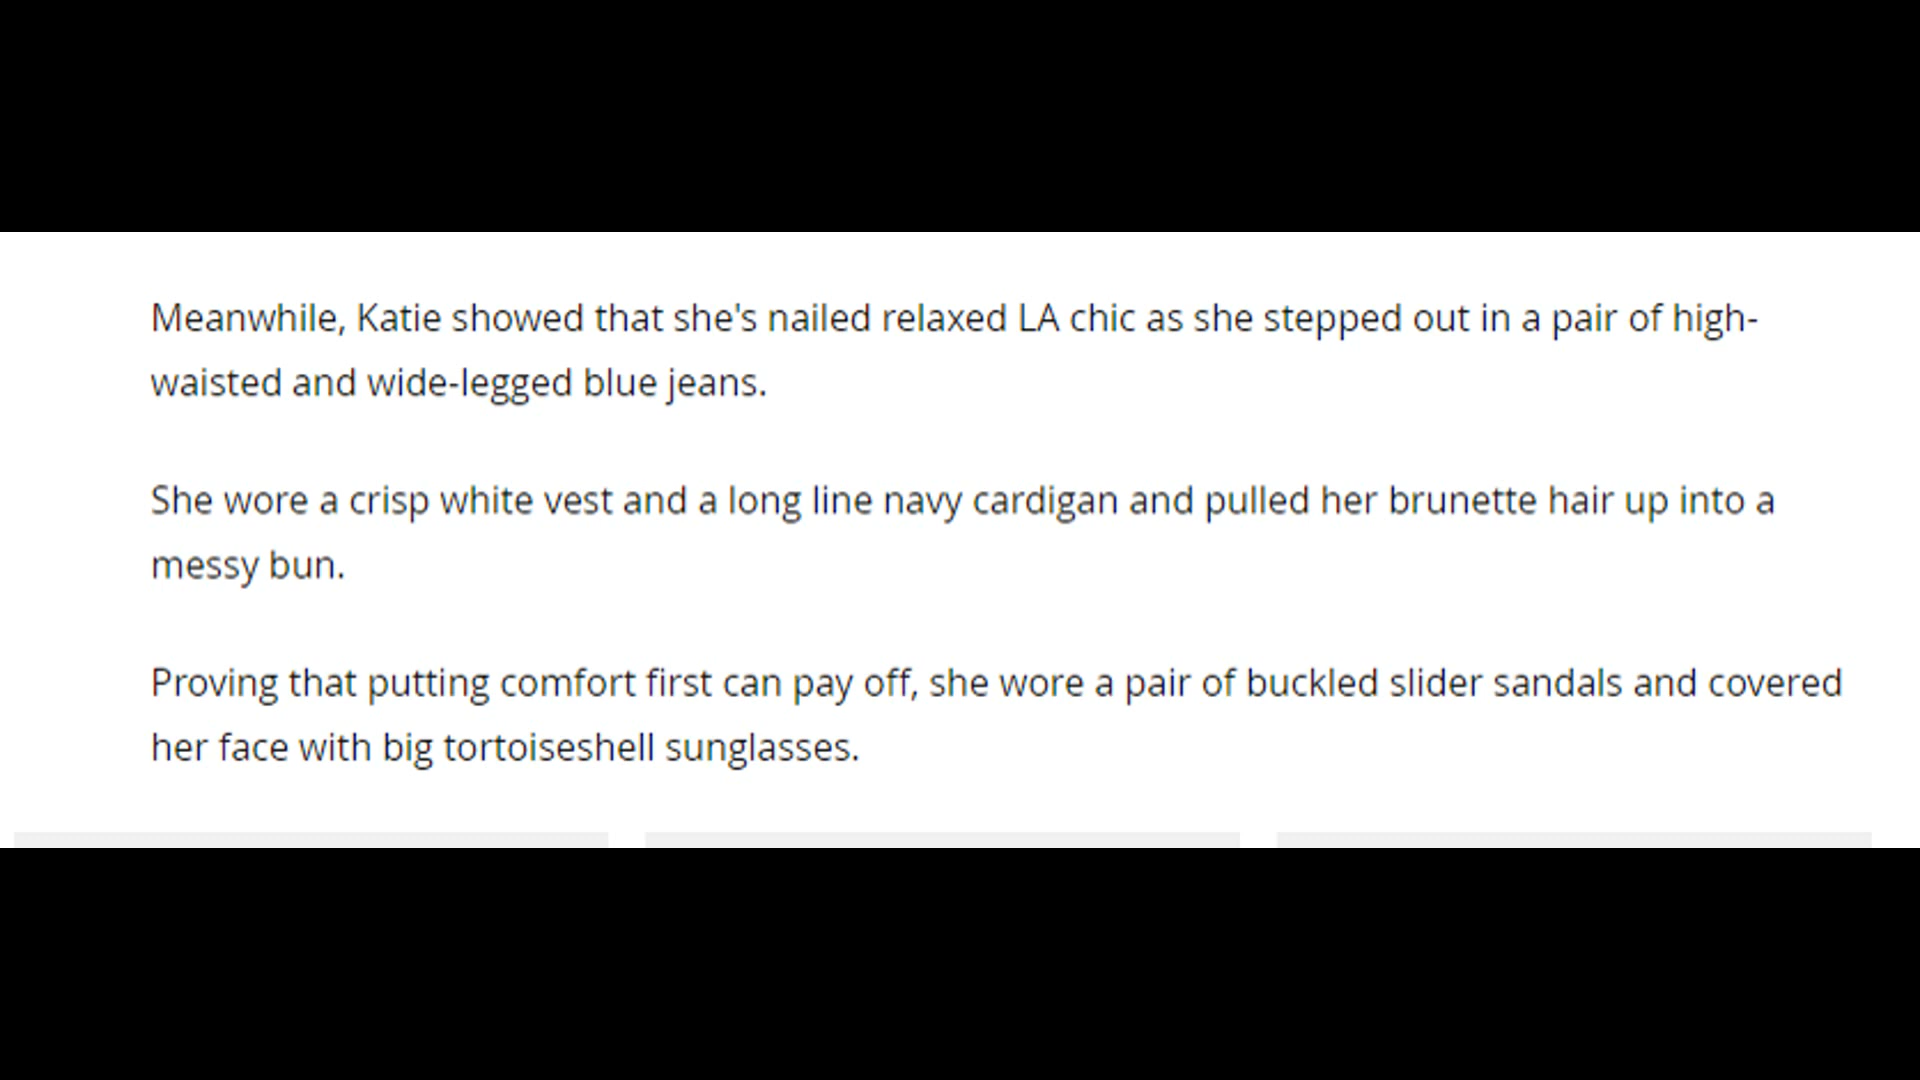 Meanwhile, Katie showed that she's nailed relaxed LA chic as she stepped out in a pair of high-
waisted and wide-legged blue jeans.
She wore a crisp white vest and a long line navy cardigan and pulled her brunette hair up into a
messy bun.
Proving that putting comfort first can pay off, she wore a pair of buckled slider sandals and covered
her face with big tortoiseshell sunglasses.